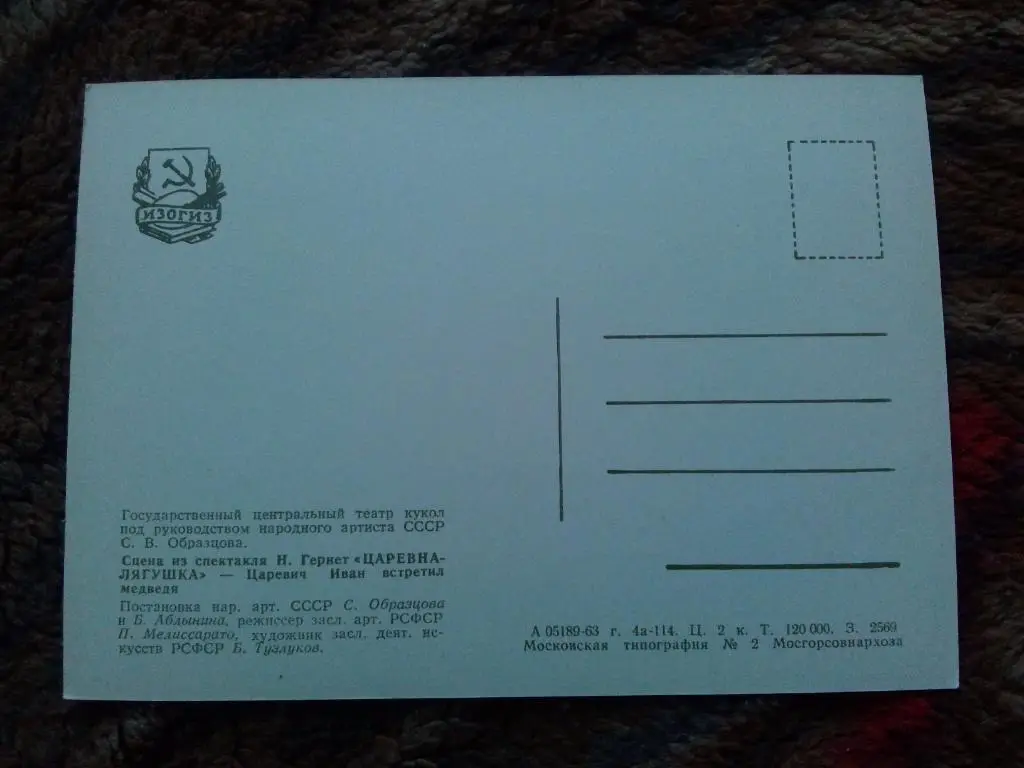 ИЗОГИЗ
Государственный центральный театр кукол
под руководством народного артиста СССР
С. В. Образцова.
Сцена из спектакля Н. Гернет «ЦАРЕВНА-
ЛЯГУШКА» — Царевич Иван встретил
медведя
Постановка нар. арт. СССР С. Образцова
и Б. Абдынина, режиссер засл. арт. РСФСР
П. Мелиссарато, художник засл. деят. ис-
кусств РСФСР Б. Тузлуков.
А 05189-63 г. 4а-114. Ц. 2 к. Т. 120 000. З. 2569
Московская типография № 2 Мосгорсовнархоза